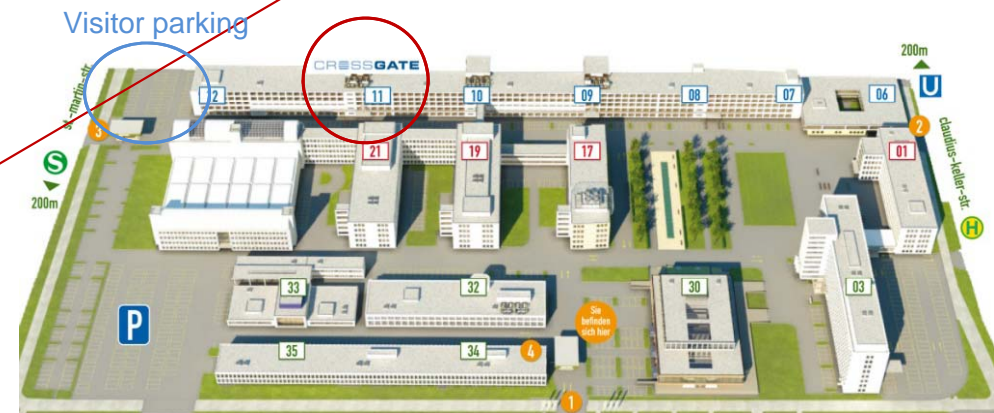 Visitor parking
CROSSGATE
200m
U
st.-martin-str.
12
11
10
09
08
07
06
3
2
claudius-keller-str.
S
200m
21
19
17
01
H
33
32
30
03
P
Sie
befinden
sich hier
35
34
4
1